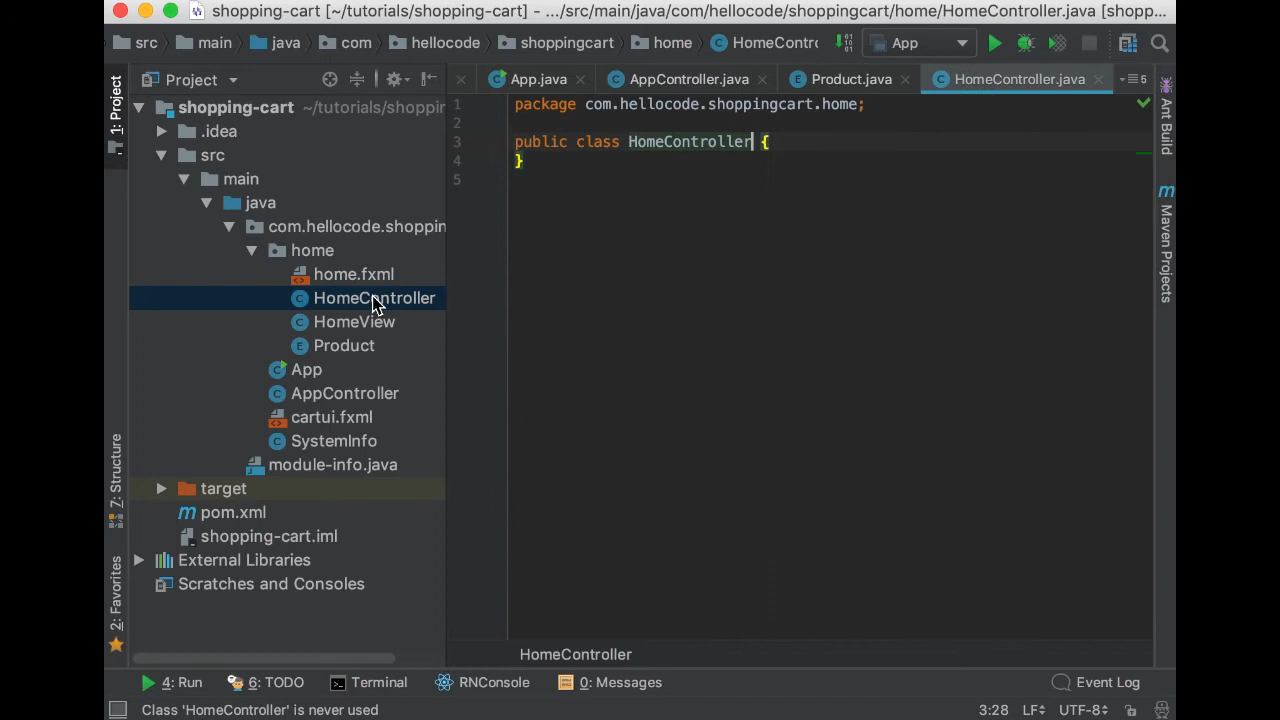 shopping-cart [~/tutorials/shopping-cart] - .../src/main/java/com/hellocode/shoppingcart/home/HomeController.java [shopp...
src main java com hellocode shoppingcart home HomeContro App
Project App.java AppController.java Product.java HomeController.java 6
1: Project
shopping-cart ~/tutorials/shoppir
.idea
src
main
java
com.hellocode.shoppin
home
home.fxml
HomeController
HomeView
Product
App
AppController
cartui.fxml
SystemInfo
module-info.java
target
pom.xml
shopping-cart.iml
External Libraries
Scratches and Consoles
7: Structure
2: Favorites
1 package com.hellocode.shoppingcart.home;
2
3 public class HomeController {
4 }
5
HomeController
Ant Build
Maven Projects
4: Run 6: TODO Terminal RNConsole 0: Messages Event Log
Class 'HomeController' is never used 3:28 LF UTF-8